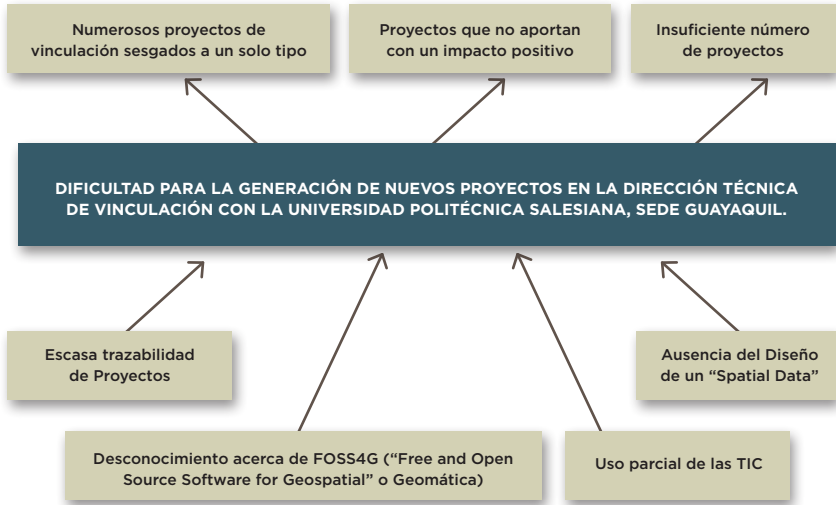 Numerosos proyectos de
vinculación sesgados a un solo tipo
Proyectos que no aportan
con un impacto positivo
Insuficiente número
de proyectos
DIFICULTAD PARA LA GENERACIÓN DE NUEVOS PROYECTOS EN LA DIRECCIÓN TÉCNICA
DE VINCULACIÓN CON LA UNIVERSIDAD POLITÉCNICA SALESIANA, SEDE GUAYAQUIL.
Escasa trazabilidad
de Proyectos
Ausencia del Diseño
de un “Spatial Data”
Desconocimiento acerca de FOSS4G (“Free and Open
Source Software for Geospatial” o Geomática)
Uso parcial de las TIC